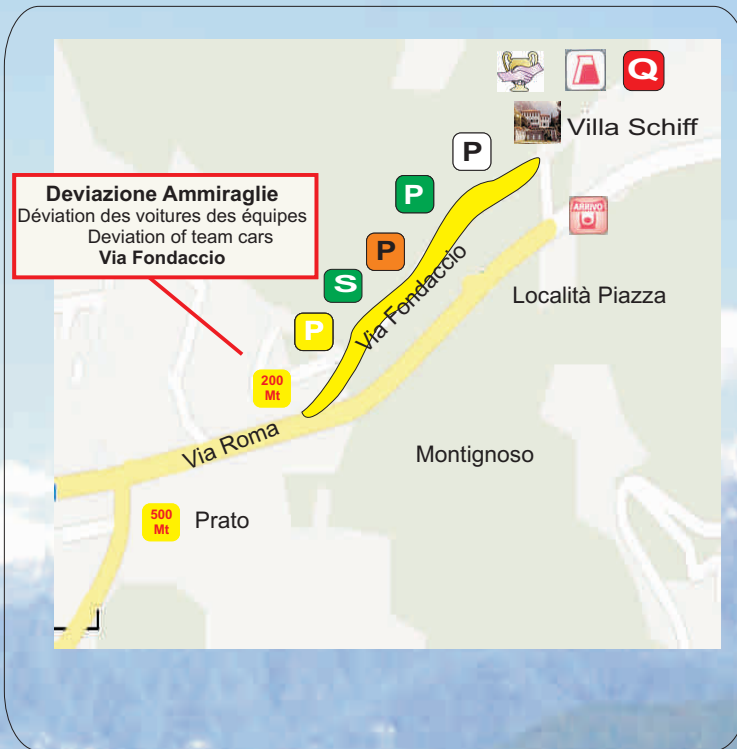 Q
Villa Schiff
P
P
ARRIVO
Deviazione Ammiraglie
Déviation des voitures des équipes
Deviation of team cars
Via Fondaccio
P
S
Via Fondaccio
Località Piazza
P
200
Mt
Via Roma
Montignoso
500
Mt
Prato